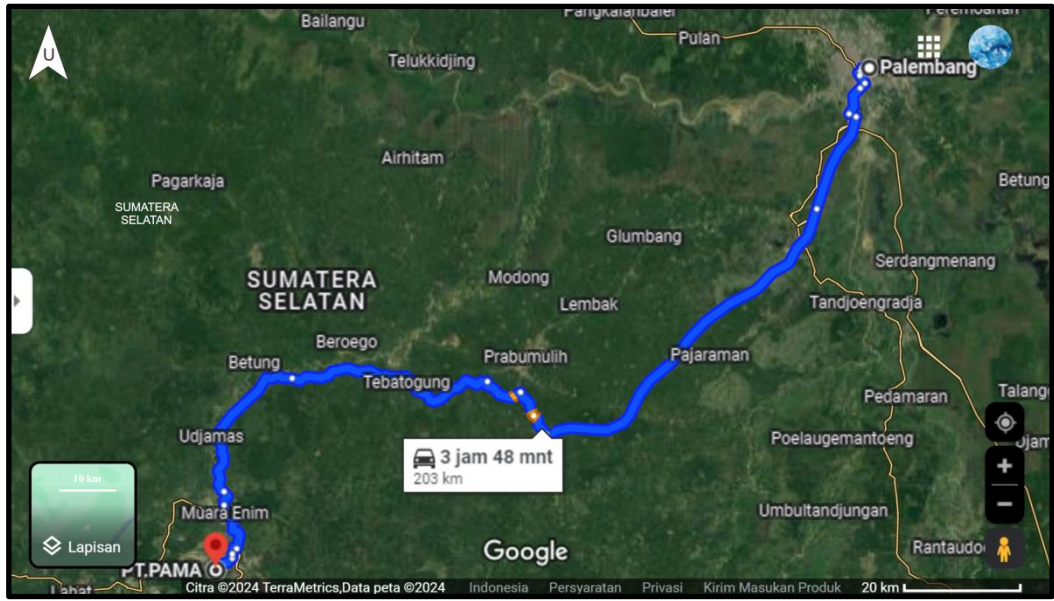 Bailangu
Pangkalanbalei
Pulan
U
Telukkidjing
Palembang
Airhitam
Pagarkaja
Betung
SUMATERA
SELATAN
Glumbang
Serdangmenang
SUMATERA
SELATAN
Modong
Lembak
Tandjoengradja
Beroego
Betung
Prabumulih
Pajaraman
Tebatogung
Pedamaran
Talang
Udjamas
Poelaugemantoeng
3 jam 48 mnt
203 km
10 km
Muara Enim
Umbultandjungan
Lapisan
Google
Rantaudo
PT.PAMA
Lahat
Citra ©2024 TerraMetrics,Data peta ©2024 Indonesia Persyaratan Privasi Kirim Masukan Produk 20 km